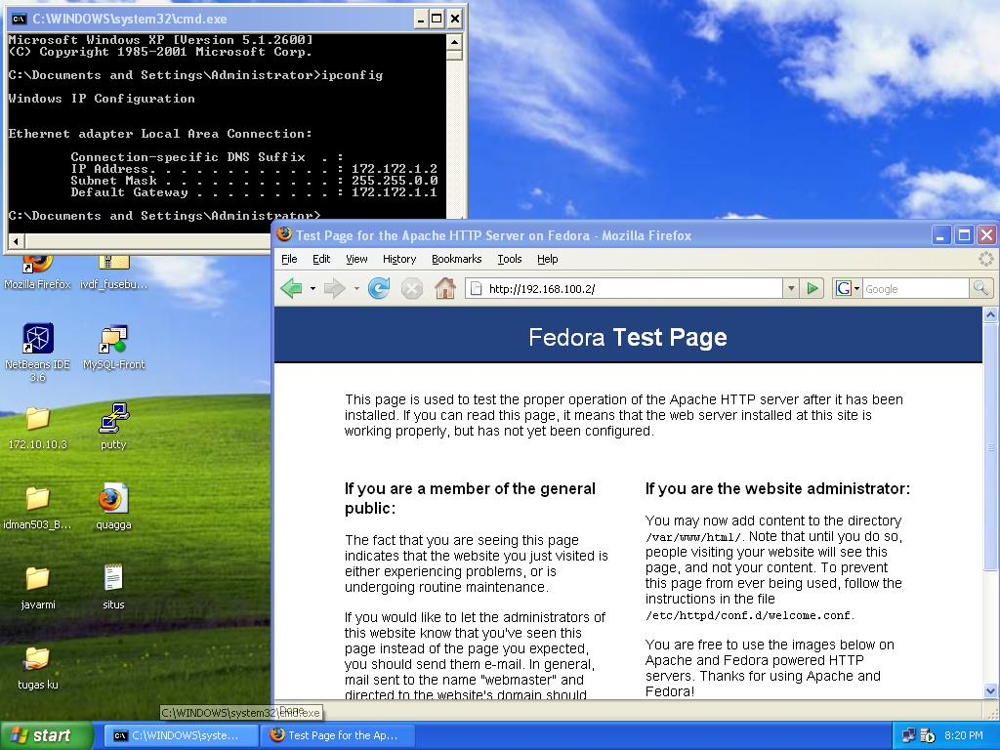 C:\WINDOWS\system32\cmd.exe
Microsoft Windows XP [Version 5.1.2600]
(C) Copyright 1985-2001 Microsoft Corp.
C:\Documents and Settings\Administrator>ipconfig
Windows IP Configuration
Ethernet adapter Local Area Connection:
Connection-specific DNS Suffix . :
IP Address. . . . . . . . . . . . : 172.172.1.2
Subnet Mask . . . . . . . . . . . : 255.255.0.0
Default Gateway . . . . . . . . . : 172.172.1.1
C:\Documents and Settings\Administrator>
Mozilla Firefox
ivdf_fusebu...
NetBeans IDE
3.6
MySQL-Front
172.10.10.3
putty
idman503_B...
quagga
javarmi
situs
tugas ku
Test Page for the Apache HTTP Server on Fedora - Mozilla Firefox
File Edit View History Bookmarks Tools Help
http://192.168.100.2/
G
Google
Fedora Test Page
This page is used to test the proper operation of the Apache HTTP server after it has been
installed. If you can read this page, it means that the web server installed at this site is
working properly, but has not yet been configured.
If you are a member of the general
public:
The fact that you are seeing this page
indicates that the website you just visited is
either experiencing problems, or is
undergoing routine maintenance.
If you would like to let the administrators of
this website know that you've seen this
page instead of the page you expected,
you should send them e-mail. In general,
mail sent to the name "webmaster" and
directed to the website's domain should
If you are the website administrator:
You may now add content to the directory
/var/www/html/. Note that until you do so,
people visiting your website will see this
page, and not your content. To prevent
this page from ever being used, follow the
instructions in the file
/etc/httpd/conf.d/welcome.conf.
You are free to use the images below on
Apache and Fedora powered HTTP
servers. Thanks for using Apache and
Fedora!
Done
C:\WINDOWS\system32\cmd.exe
start
C:\WINDOWS\syste...
Test Page for the Ap...
8:20 PM